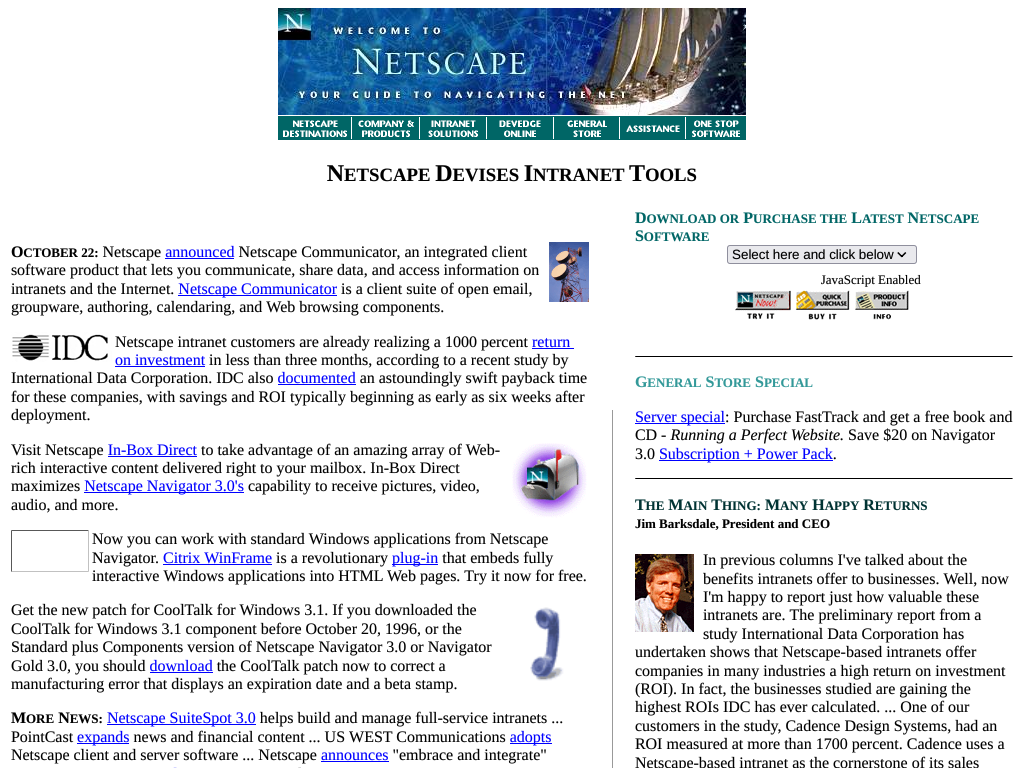 N
WELCOME TO
NETSCAPE
YOUR GUIDE TO NAVIGATING THE NET
NETSCAPE DESTINATIONS
COMPANY & PRODUCTS
INTRANET SOLUTIONS
DEVEDGE ONLINE
GENERAL STORE
ASSISTANCE
ONE STOP SOFTWARE
NETSCAPE DEVISES INTRANET TOOLS
OCTOBER 22: Netscape announced Netscape Communicator, an integrated client
software product that lets you communicate, share data, and access information on
intranets and the Internet. Netscape Communicator is a client suite of open email,
groupware, authoring, calendaring, and Web browsing components.
IDC
Netscape intranet customers are already realizing a 1000 percent return
on investment in less than three months, according to a recent study by
International Data Corporation. IDC also documented an astoundingly swift payback time
for these companies, with savings and ROI typically beginning as early as six weeks after
deployment.
Visit Netscape In-Box Direct to take advantage of an amazing array of Web-
rich interactive content delivered right to your mailbox. In-Box Direct
maximizes Netscape Navigator 3.0's capability to receive pictures, video,
audio, and more.
N
Now you can work with standard Windows applications from Netscape
Navigator. Citrix WinFrame is a revolutionary plug-in that embeds fully
interactive Windows applications into HTML Web pages. Try it now for free.
Get the new patch for CoolTalk for Windows 3.1. If you downloaded the
CoolTalk for Windows 3.1 component before October 20, 1996, or the
Standard plus Components version of Netscape Navigator 3.0 or Navigator
Gold 3.0, you should download the CoolTalk patch now to correct a
manufacturing error that displays an expiration date and a beta stamp.
MORE NEWS: Netscape SuiteSpot 3.0 helps build and manage full-service intranets ...
PointCast expands news and financial content ... US WEST Communications adopts
Netscape client and server software ... Netscape announces "embrace and integrate"
DOWNLOAD OR PURCHASE THE LATEST NETSCAPE
SOFTWARE
Select here and click below
JavaScript Enabled
N NETSCAPE Now!
QUICK PURCHASE
PRODUCT INFO
TRY IT
BUY IT
INFO
GENERAL STORE SPECIAL
Server special: Purchase FastTrack and get a free book and
CD - Running a Perfect Website. Save $20 on Navigator
3.0 Subscription + Power Pack.
THE MAIN THING: MANY HAPPY RETURNS
Jim Barksdale, President and CEO
In previous columns I've talked about the
benefits intranets offer to businesses. Well, now
I'm happy to report just how valuable these
intranets are. The preliminary report from a
study International Data Corporation has
undertaken shows that Netscape-based intranets offer
companies in many industries a high return on investment
(ROI). In fact, the businesses studied are gaining the
highest ROIs IDC has ever calculated. ... One of our
customers in the study, Cadence Design Systems, had an
ROI measured at more than 1700 percent. Cadence uses a
Netscape-based intranet as the cornerstone of its sales